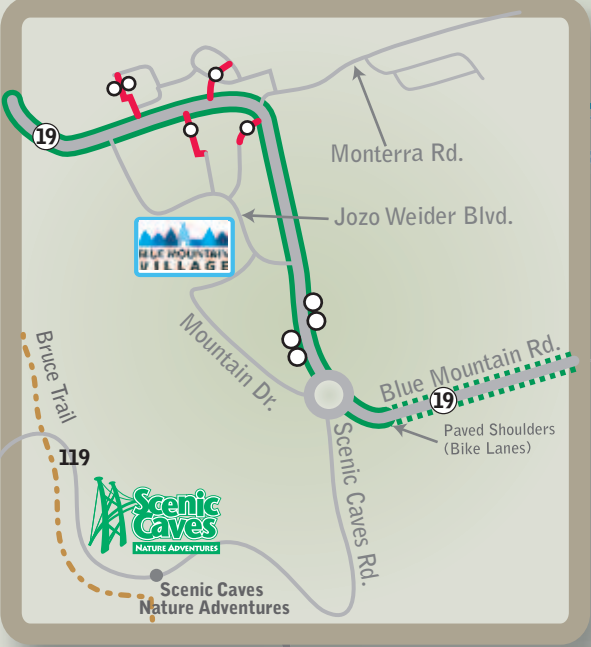 19
Monterra Rd.
Jozo Weider Blvd.
BLUE MOUNTAIN
VILLAGE
Mountain Dr.
Bruce Trail
Blue Mountain Rd.
19
Paved Shoulders
(Bike Lanes)
119
Scenic Caves Rd.
Scenic
Caves
NATURE ADVENTURES
Scenic Caves
Nature Adventures